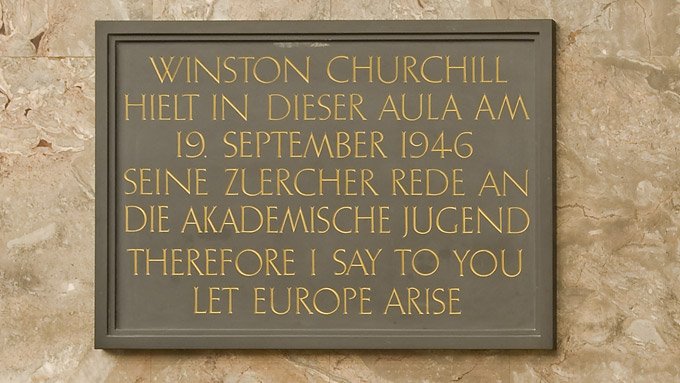 WINSTON CHURCHILL
HIELT IN DIESER AULA AM
19. SEPTEMBER 1946
SEINE ZUERCHER REDE AN
DIE AKADEMISCHE JUGEND
THEREFORE I SAY TO YOU
LET EUROPE ARISE